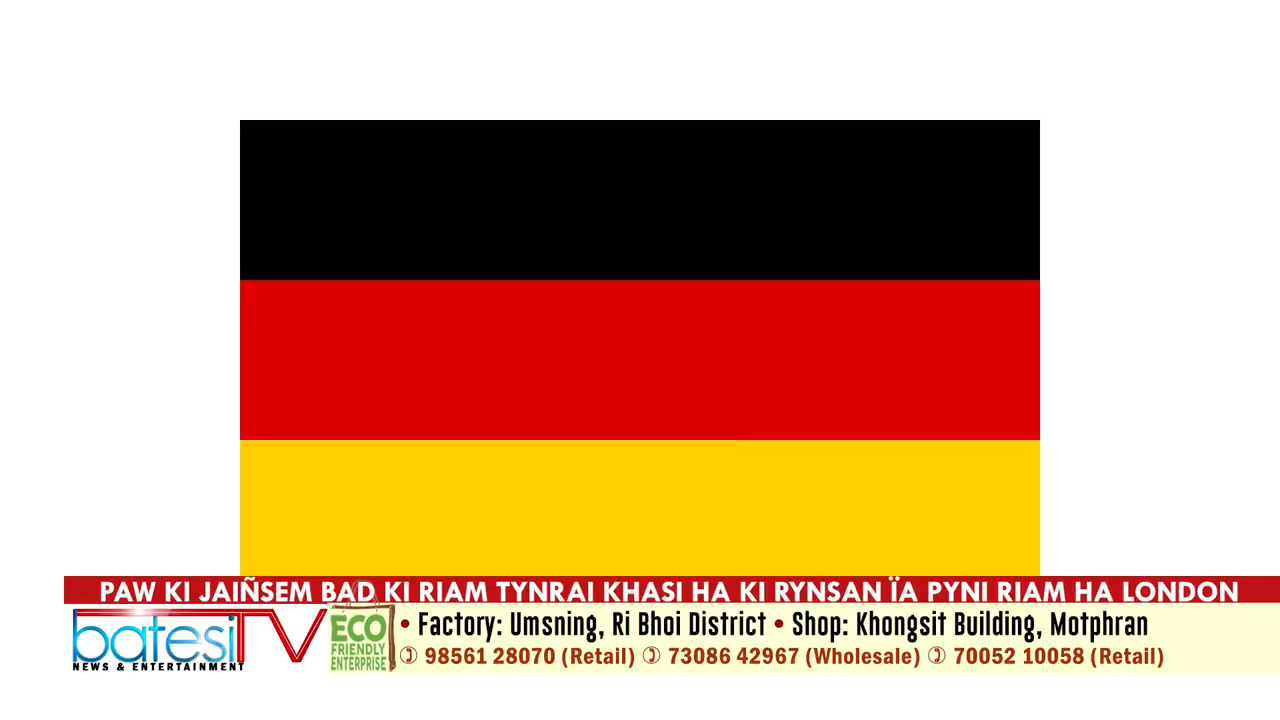 PAW KI JAIÑSEM BAD KI RIAM TYNRAI KHASI HA KI RYNSAN ÏA PYNI RIAM HA LONDON
batesi TV
NEWS & ENTERTAINMENT
ECO
FRIENDLY
ENTERPRISE
• Factory: Umsning, Ri Bhoi District • Shop: Khongsit Building, Motphran
✆ 98561 28070 (Retail) ✆ 73086 42967 (Wholesale) ✆ 70052 10058 (Retail)